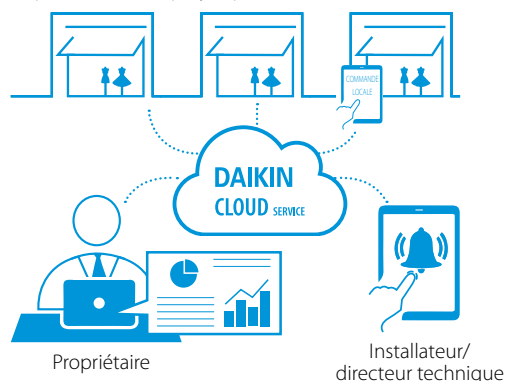 COMMANDE
LOCALE
DAIKIN
CLOUD SERVICE
Propriétaire
Installateur/
directeur technique